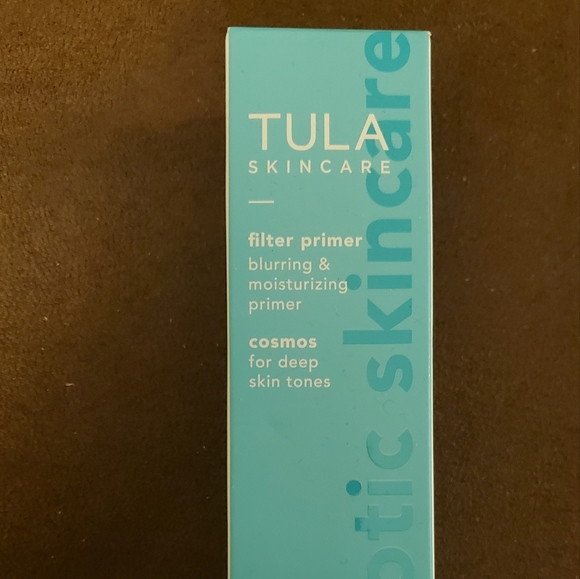 TULA
SKINCARE
filter primer
blurring &
moisturizing
primer
cosmos
for deep
skin tones
otic skincare